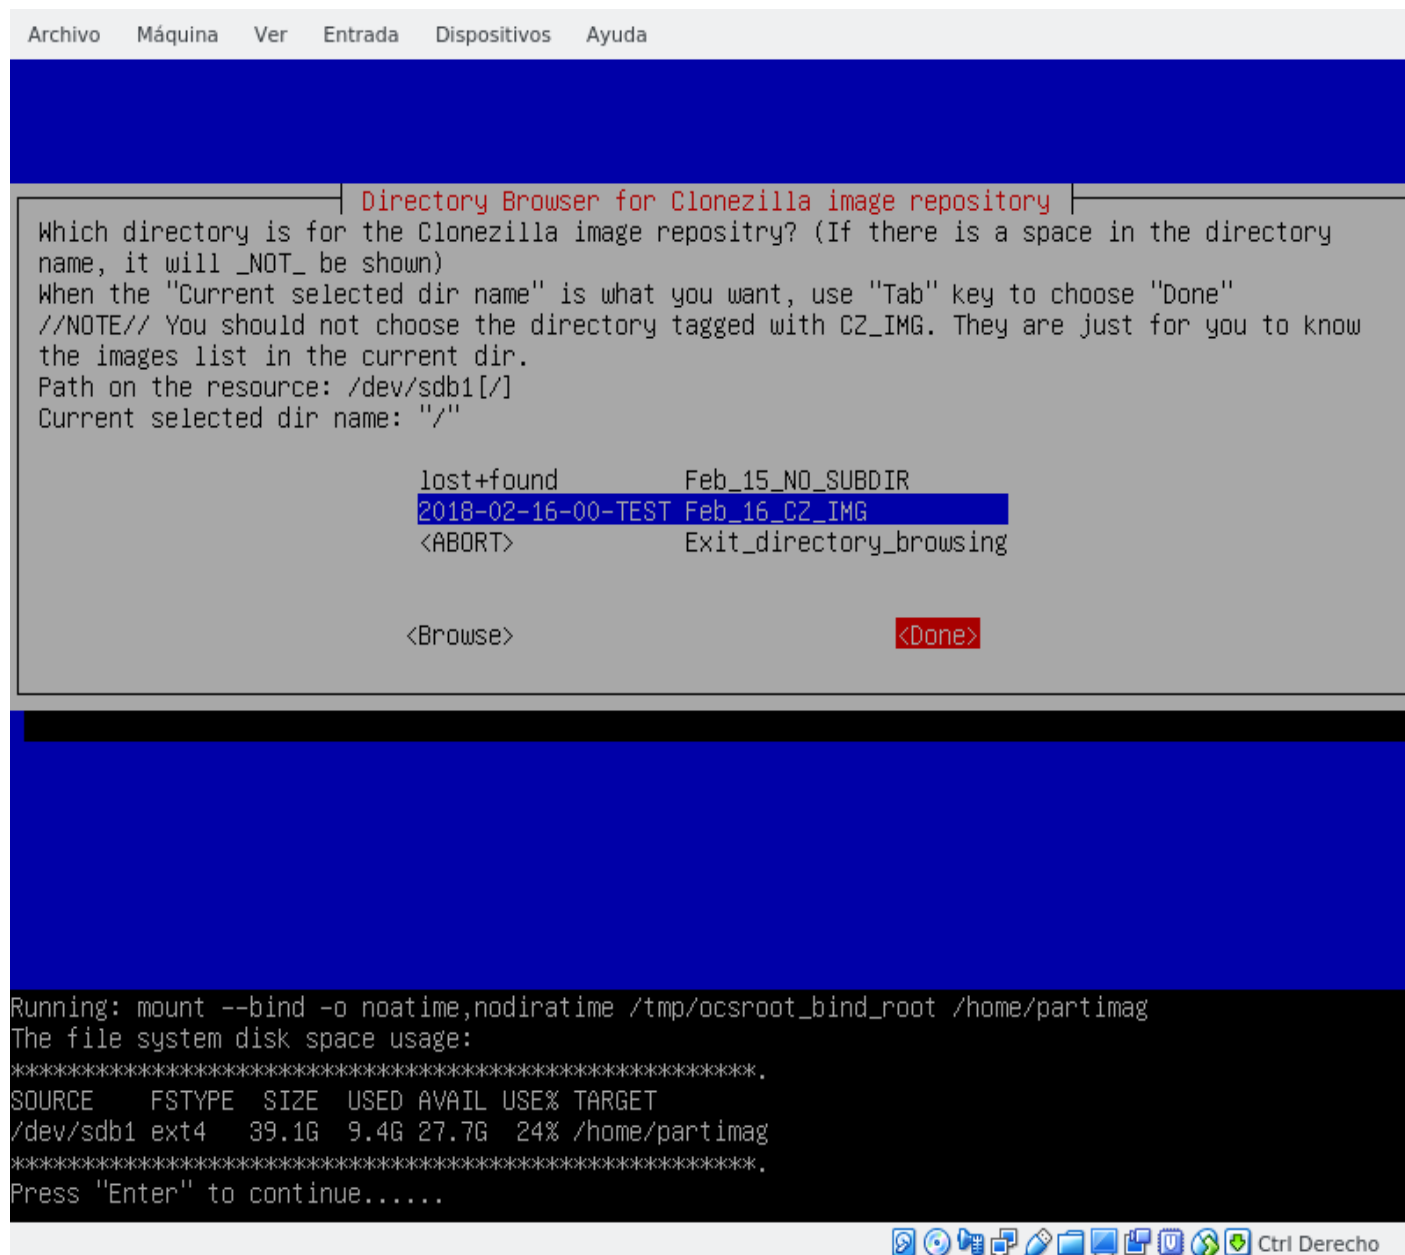 Archivo Máquina Ver Entrada Dispositivos Ayuda
Directory Browser for Clonezilla image repository
Which directory is for the Clonezilla image repositry? (If there is a space in the directory
name, it will _NOT_ be shown)
When the "Current selected dir name" is what you want, use "Tab" key to choose "Done"
//NOTE// You should not choose the directory tagged with CZ_IMG. They are just for you to know
the images list in the current dir.
Path on the resource: /dev/sdb1[/]
Current selected dir name: "/"
lost+found Feb_15_NO_SUBDIR
2018-02-16-00-TEST Feb_16_CZ_IMG
<ABORT> Exit_directory_browsing
<Browse> <Done>
Running: mount --bind -o noatime,nodiratime /tmp/ocsroot_bind_root /home/partimag
The file system disk space usage:
*****************************************************.
SOURCE FSTYPE SIZE USED AVAIL USE% TARGET
/dev/sdb1 ext4 39.1G 9.4G 27.7G 24% /home/partimag
*****************************************************.
Press "Enter" to continue......
Ctrl Derecho